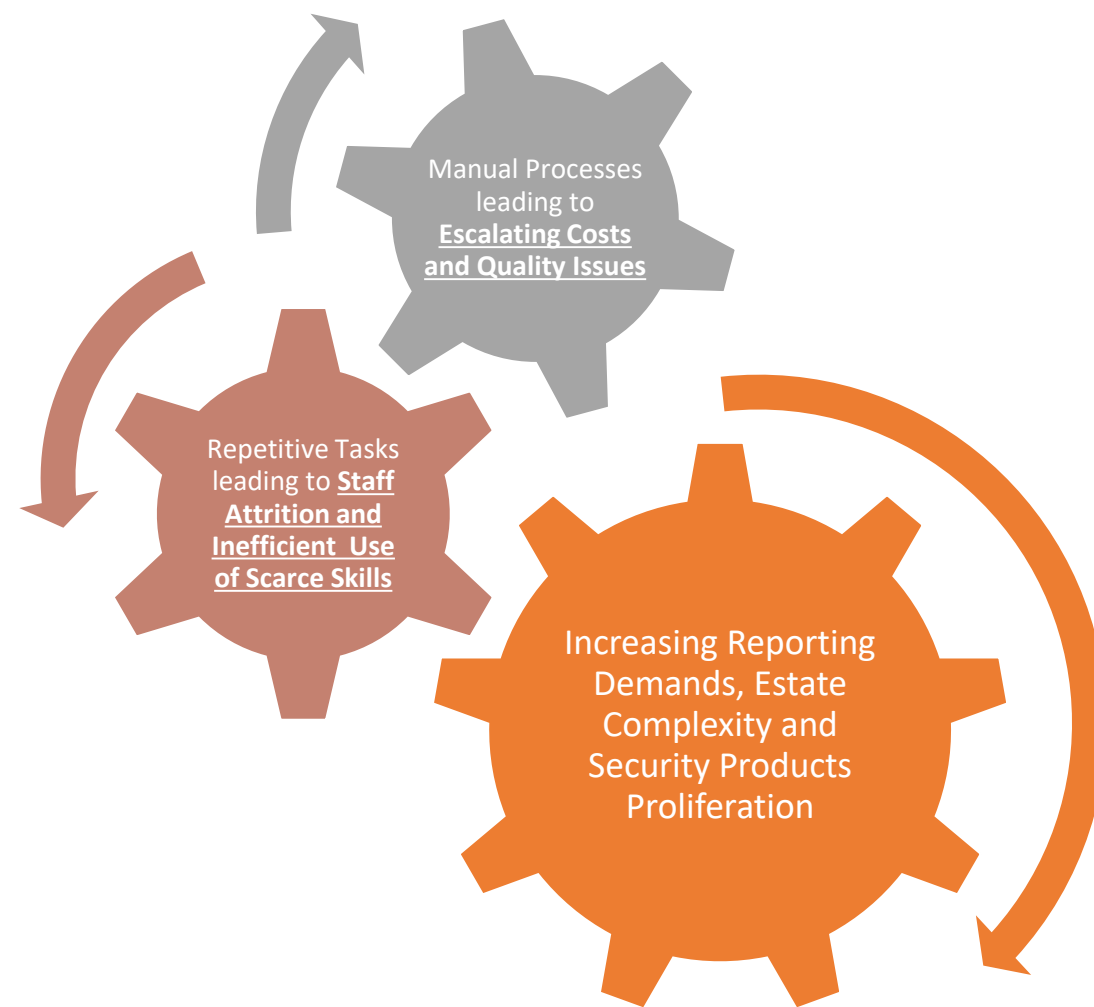 Manual Processes
leading to
Escalating Costs
and Quality Issues
Repetitive Tasks
leading to Staff
Attrition and
Inefficient  Use
of Scarce Skills
Increasing Reporting
Demands, Estate
Complexity and
Security Products
Proliferation